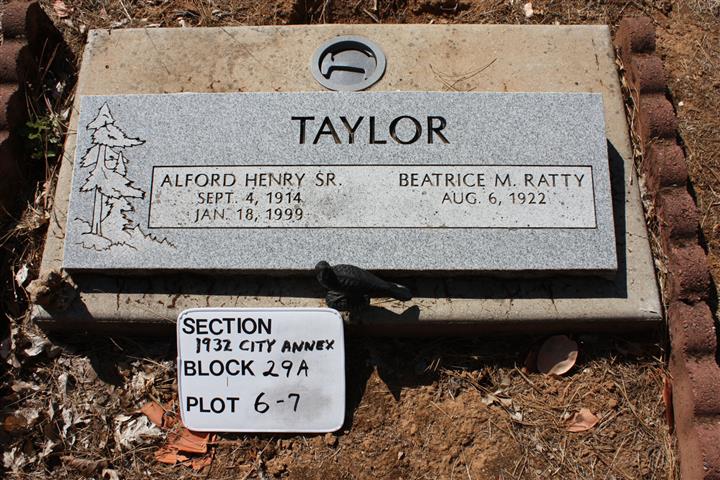 TAYLOR
ALFORD HENRY SR.
SEPT. 4, 1914
JAN. 18, 1999
BEATRICE M. RATTY
AUG. 6, 1922
SECTION
1932 CITY ANNEX
BLOCK 29A
PLOT 6-7